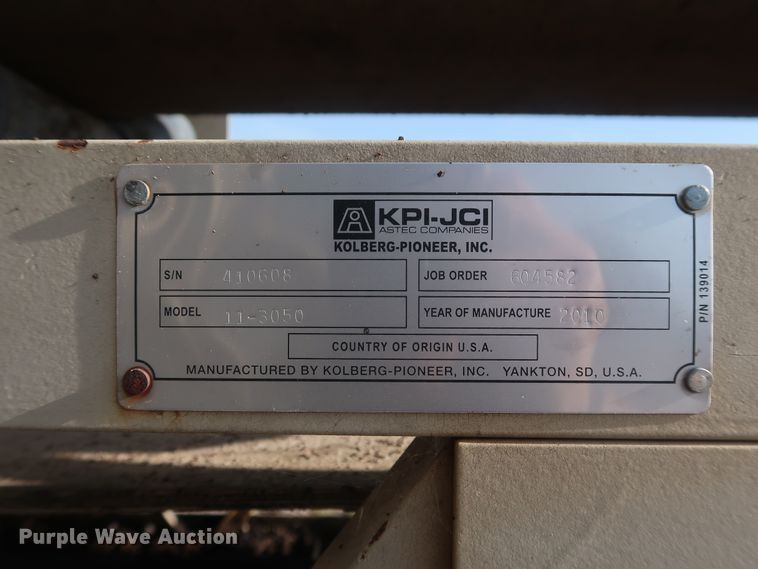 KPI-JCI
ASTEC COMPANIES
KOLBERG-PIONEER, INC.
S/N 410608 JOB ORDER 604582
MODEL 11-3050 YEAR OF MANUFACTURE 2010
COUNTRY OF ORIGIN U.S.A.
MANUFACTURED BY KOLBERG-PIONEER, INC. YANKTON, SD, U.S.A.
P/N 139014
Purple Wave Auction